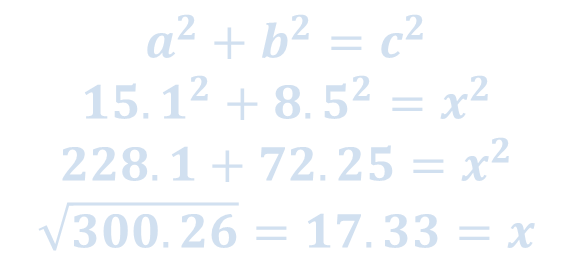 a² + b² = c²
15.1² + 8.5² = x²
228.1 + 72.25 = x²
√300.26 = 17.33 = x